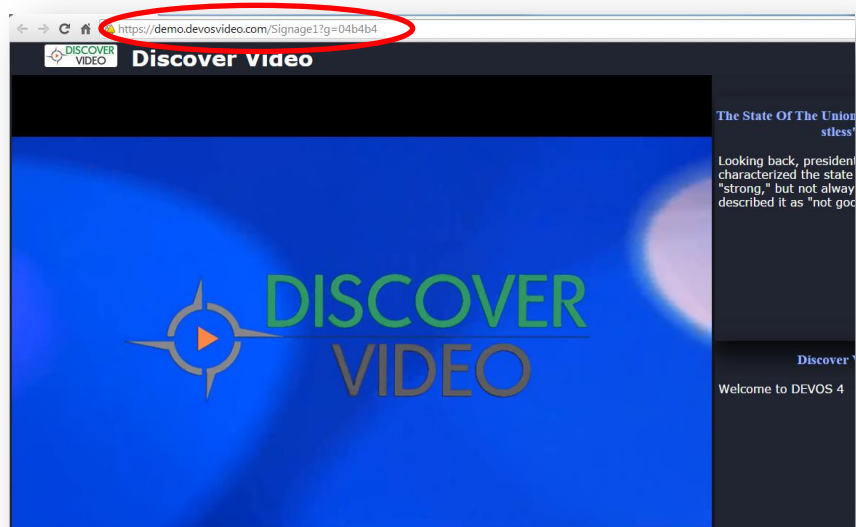 https://demo.devosvideo.com/Signage1?g=04b4b4
DISCOVER
VIDEO
Discover Video
The State Of The Union
stless'
Looking back, president
characterized the state
"strong," but not alway
described it as "not goo
DISCOVER
VIDEO
Discover
Welcome to DEVOS 4